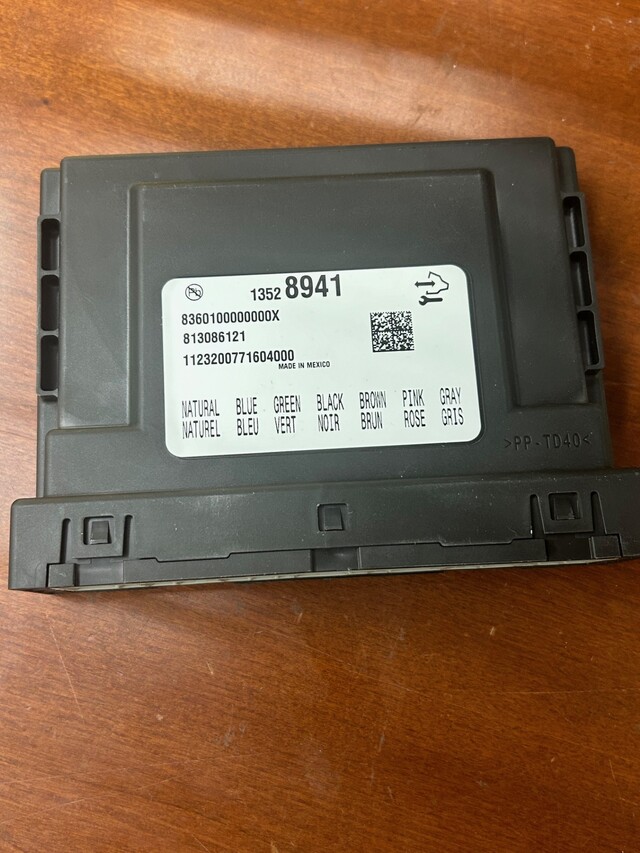 Pb
1352 8941
8360100000000X
813086121
1123200771604000
MADE IN MEXICO
NATURAL BLUE GREEN BLACK BROWN PINK GRAY
NATUREL BLEU VERT NOIR BRUN ROSE GRIS
>PP-TD40<